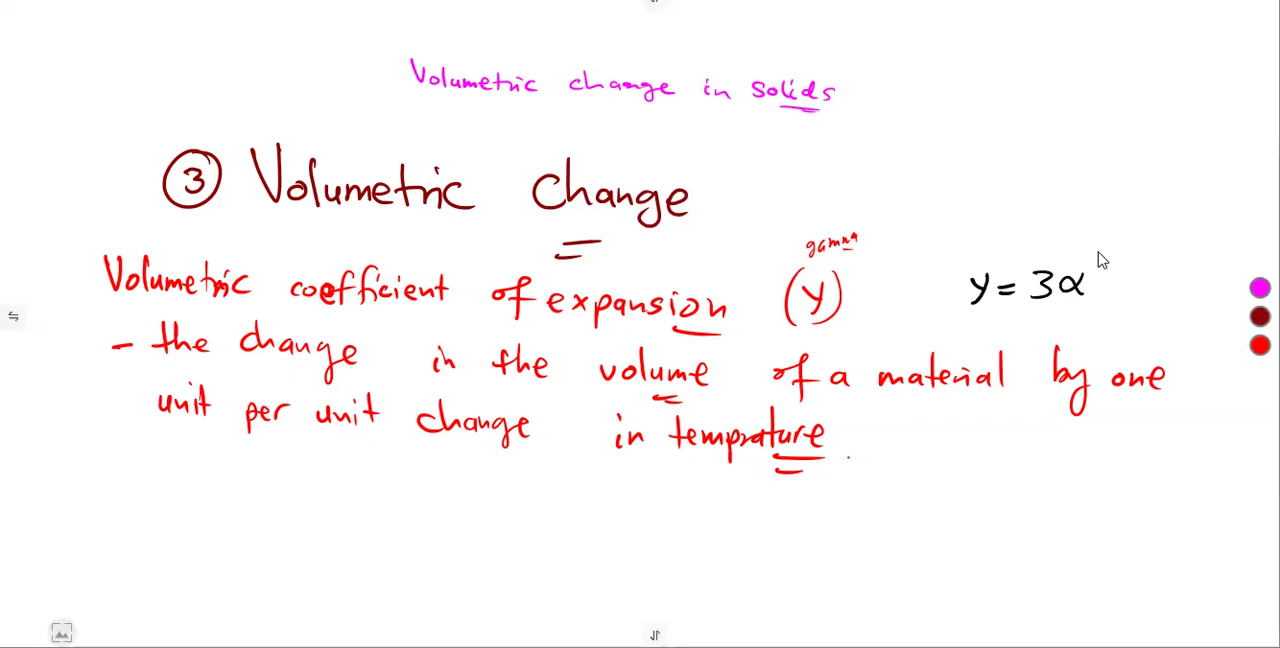 Volumetric change in solids
③ Volumetric Change
gamma
Volumetric coefficient of expansion (γ) γ = 3α
- the change in the volume of a material by one
unit per unit change in temprature.